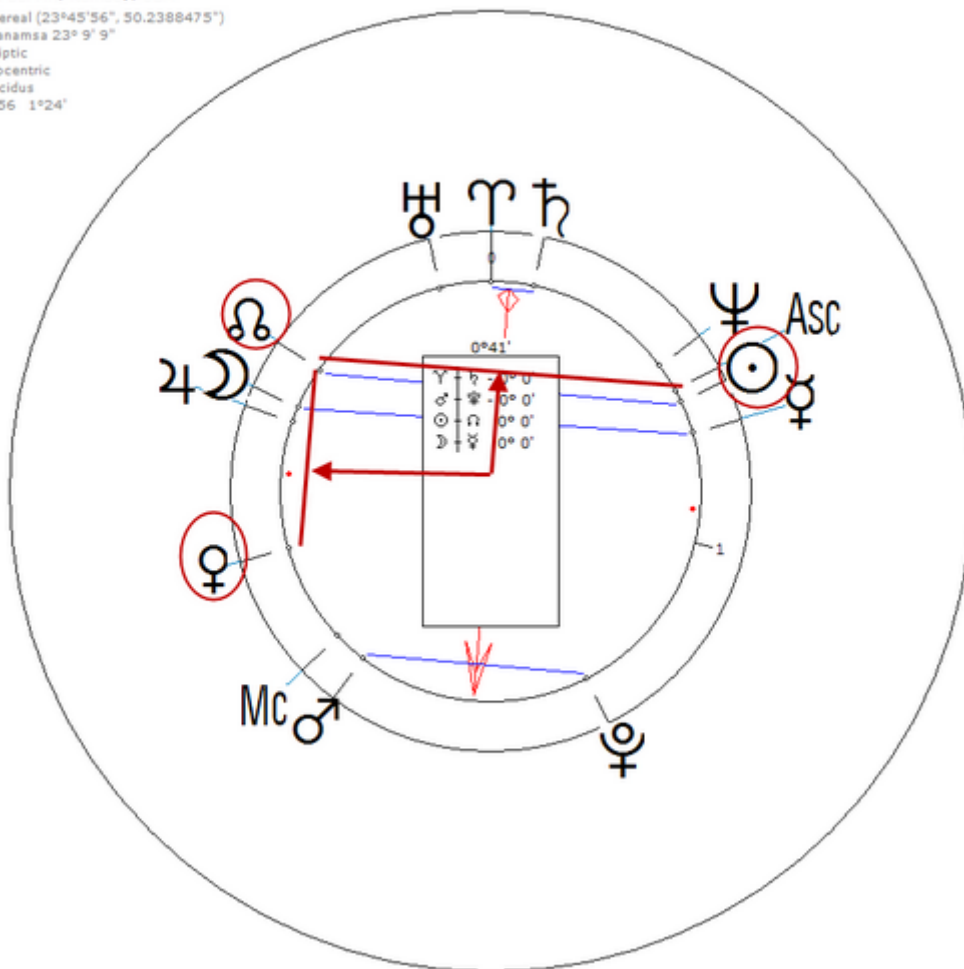 ereal (23°45'56", 50.2388475")
anamsa 23° 9' 9"
iptic
ocentric
cidus
56 1°24'
♅ ♈ ♄
0
☊ ♆ Asc
♃ ☽ ☉ ☿
0°41'
♈ ┼ ♄ - 0° 0'
♂ ┼ ♆ - 0° 0'
☉ ┼ ☊ 0° 0'
☽ ┼ ☿ 0° 0'
♀ 1
Mc ♂
♇